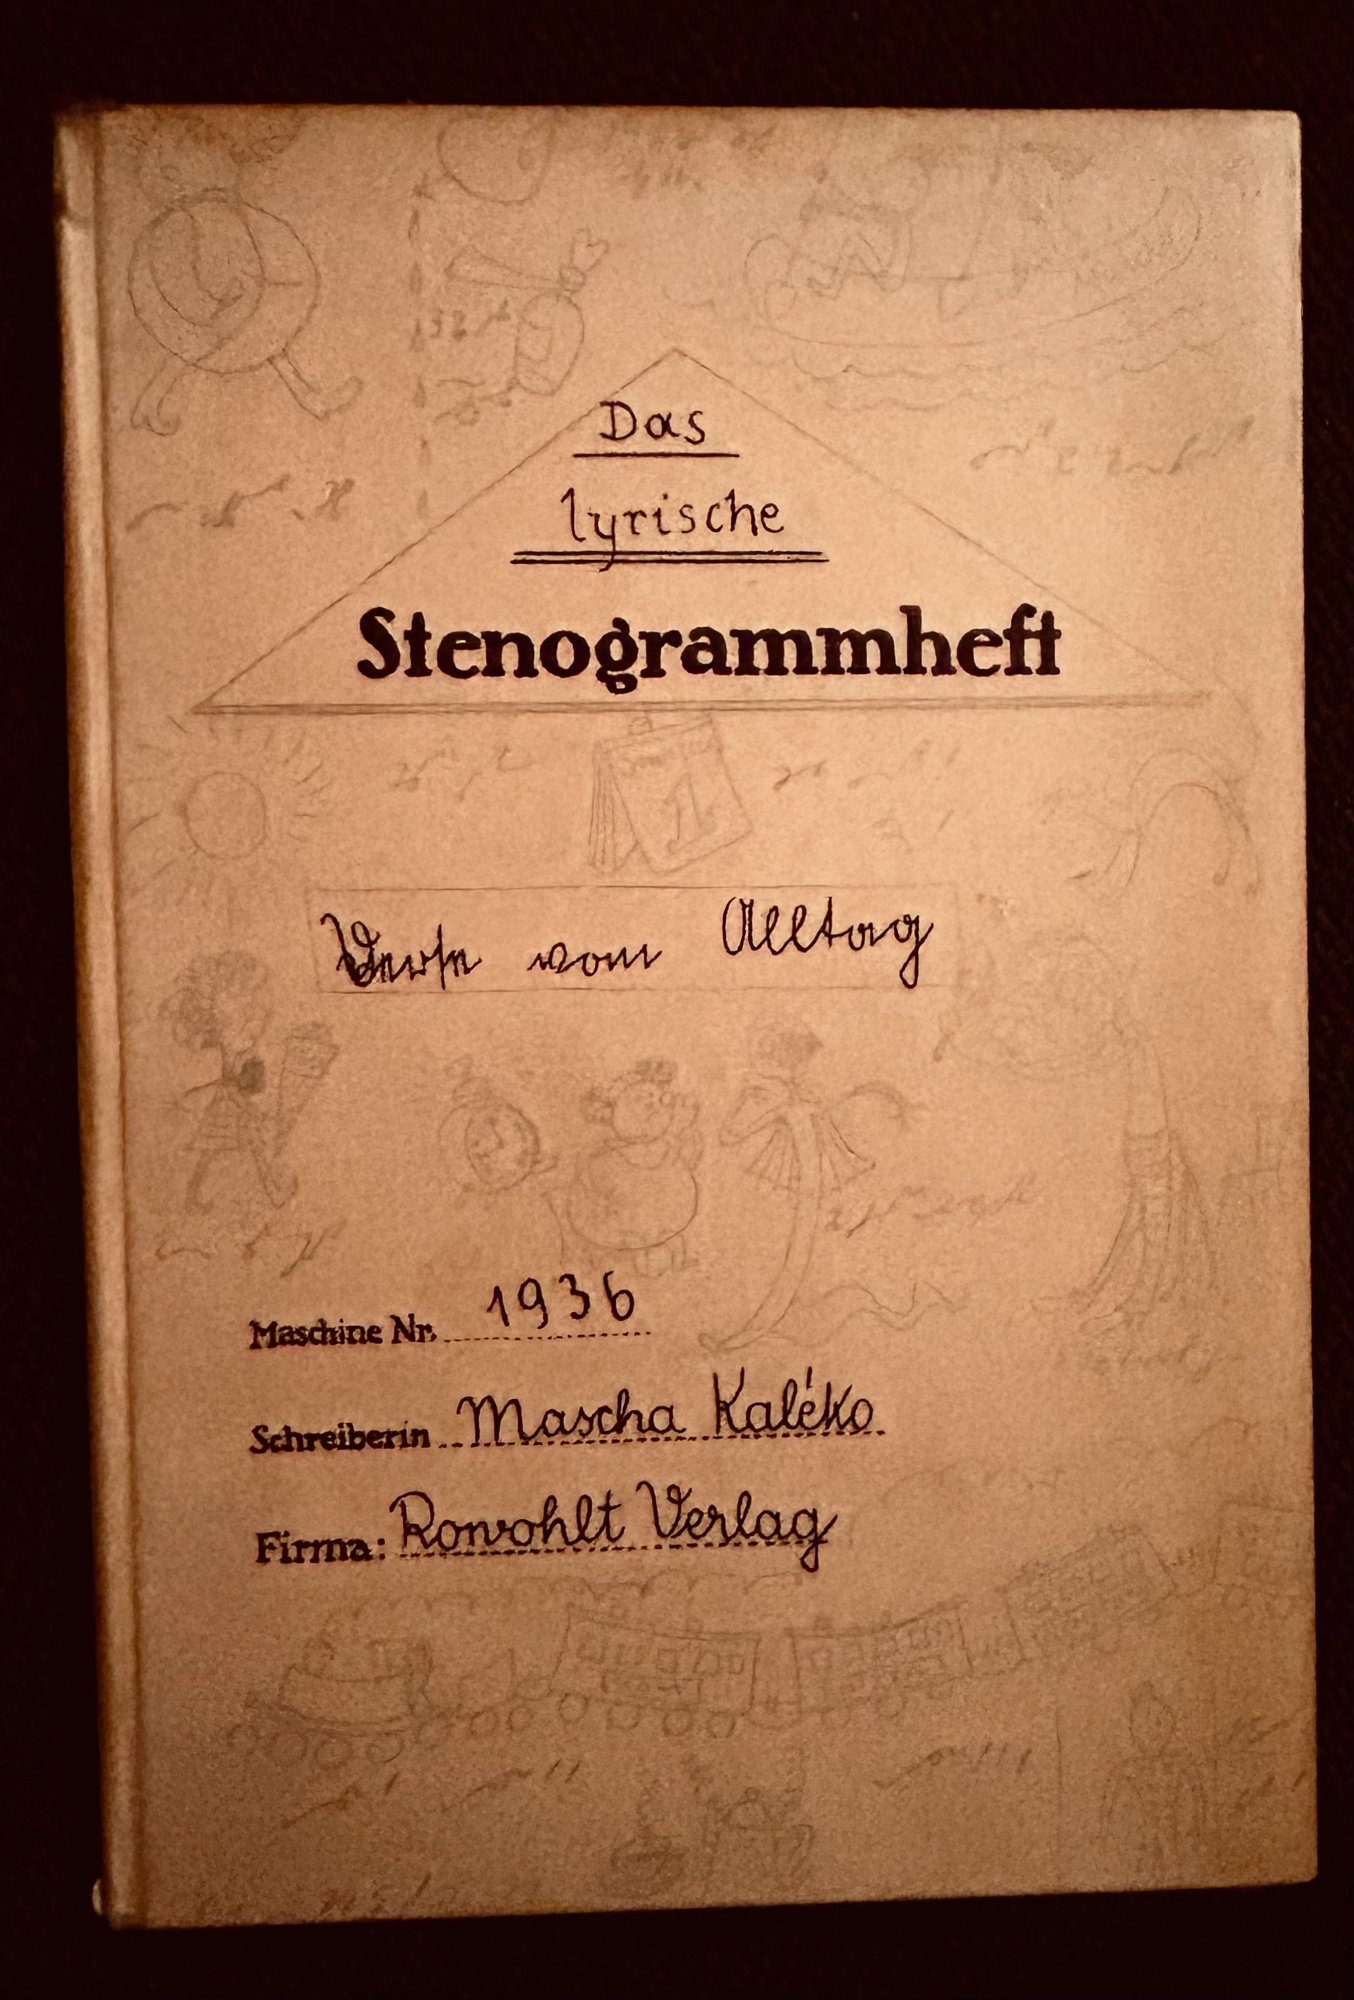 Das
lyrische
Stenogrammheft
Verse vom Alltag
Maschine Nr. 1936
Schreiberin Mascha Kaléko
Firma: Rowohlt Verlag